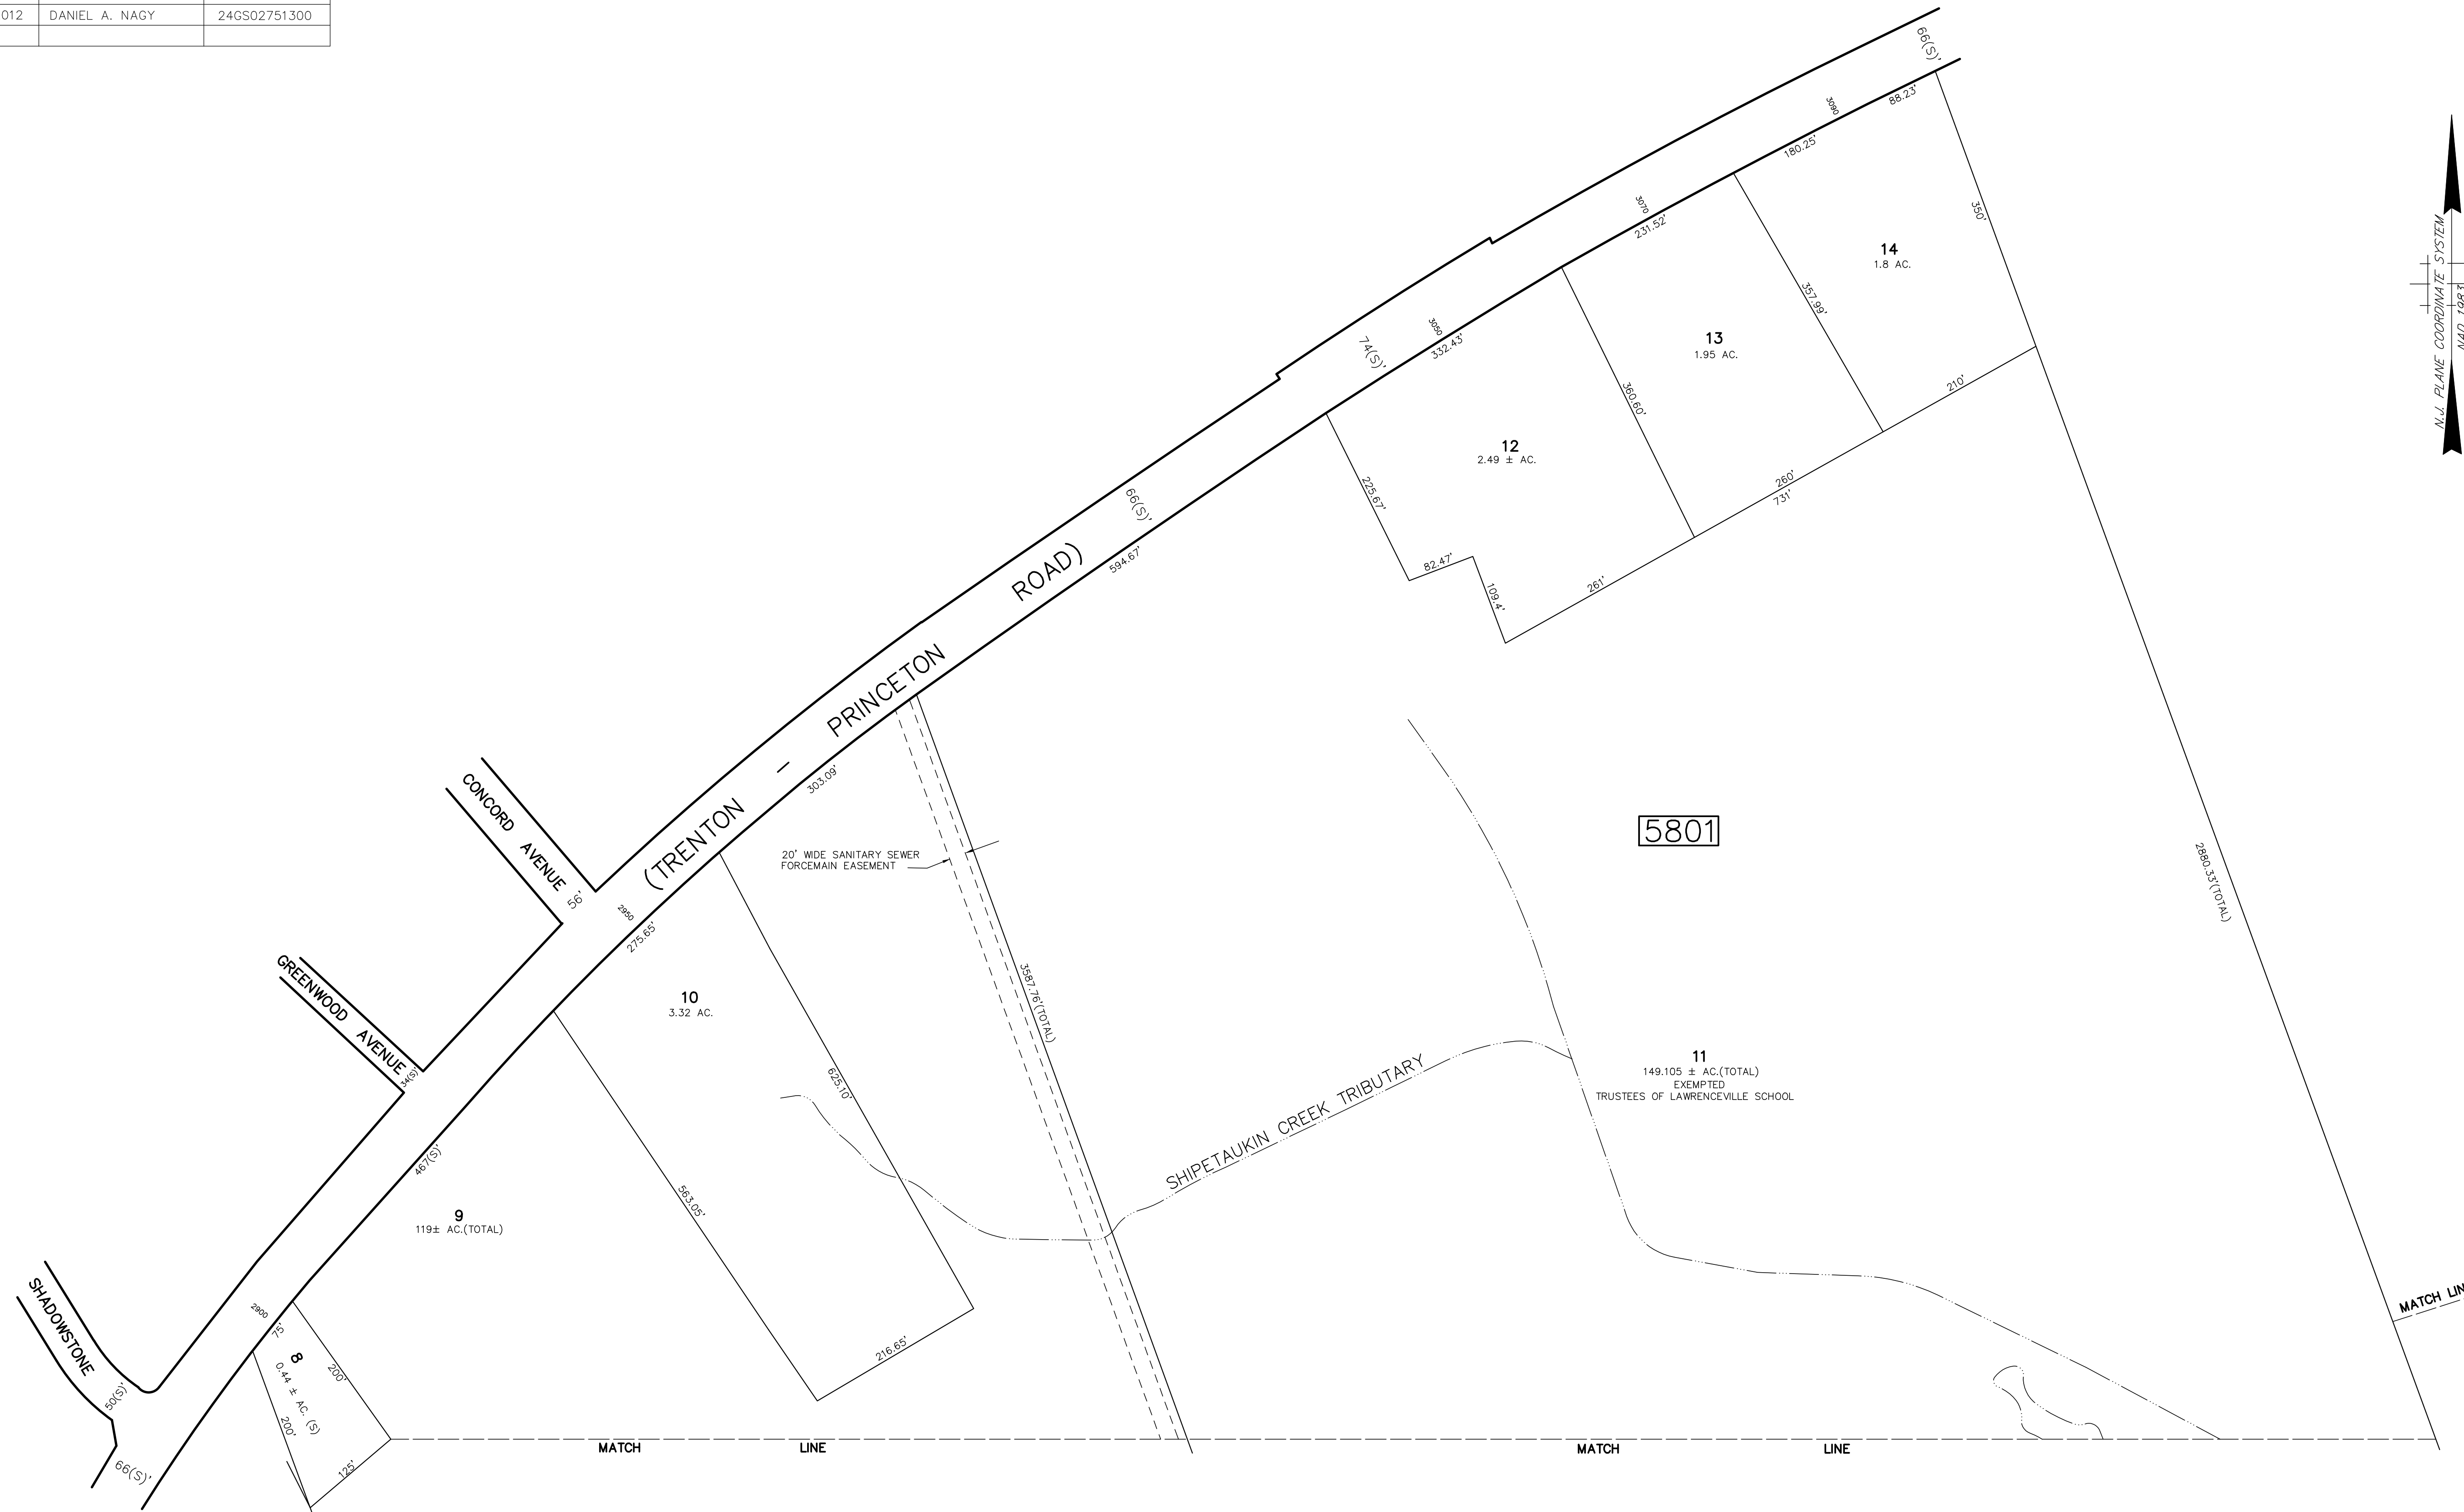 012 DANIEL A. NAGY 24GS02751300
66(S)'
88.23'
3090
180.25'
350'
3070
231.52'
14
1.8 AC.
357.99'
N.J. PLANE COORDINATE SYSTEM
NAD 1983
3050
332.43'
74(S)'
13
1.95 AC.
360.60'
210'
12
2.49 ± AC.
225.67'
260'
731'
66(S)'
594.67'
82.47'
109.4'
261'
(TRENTON - PRINCETON ROAD)
303.09'
CONCORD AVENUE
56'
5801
20' WIDE SANITARY SEWER
FORCEMAIN EASEMENT
2880.33'(TOTAL)
2950
275.65'
GREENWOOD AVENUE
34(S)'
10
3.32 AC.
3587.76'(TOTAL)
625.10'
11
149.105 ± AC.(TOTAL)
EXEMPTED
TRUSTEES OF LAWRENCEVILLE SCHOOL
SHIPETAUKIN CREEK TRIBUTARY
467(S)'
563.05'
9
119± AC.(TOTAL)
SHADOWSTONE
50(S)'
2900
75'
8
0.44 ± AC. (S)
200'
200'
125'
216.65'
66(S)'
MATCH LIN
MATCH LINE
MATCH LINE